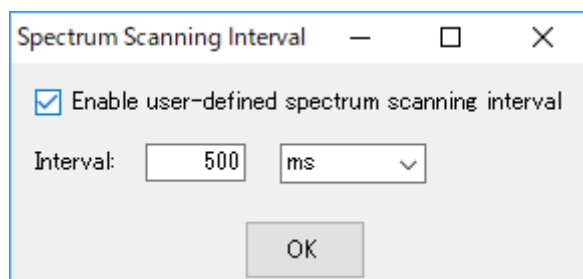 Spectrum Scanning Interval
Enable user-defined spectrum scanning interval
Interval: 500 ms
OK